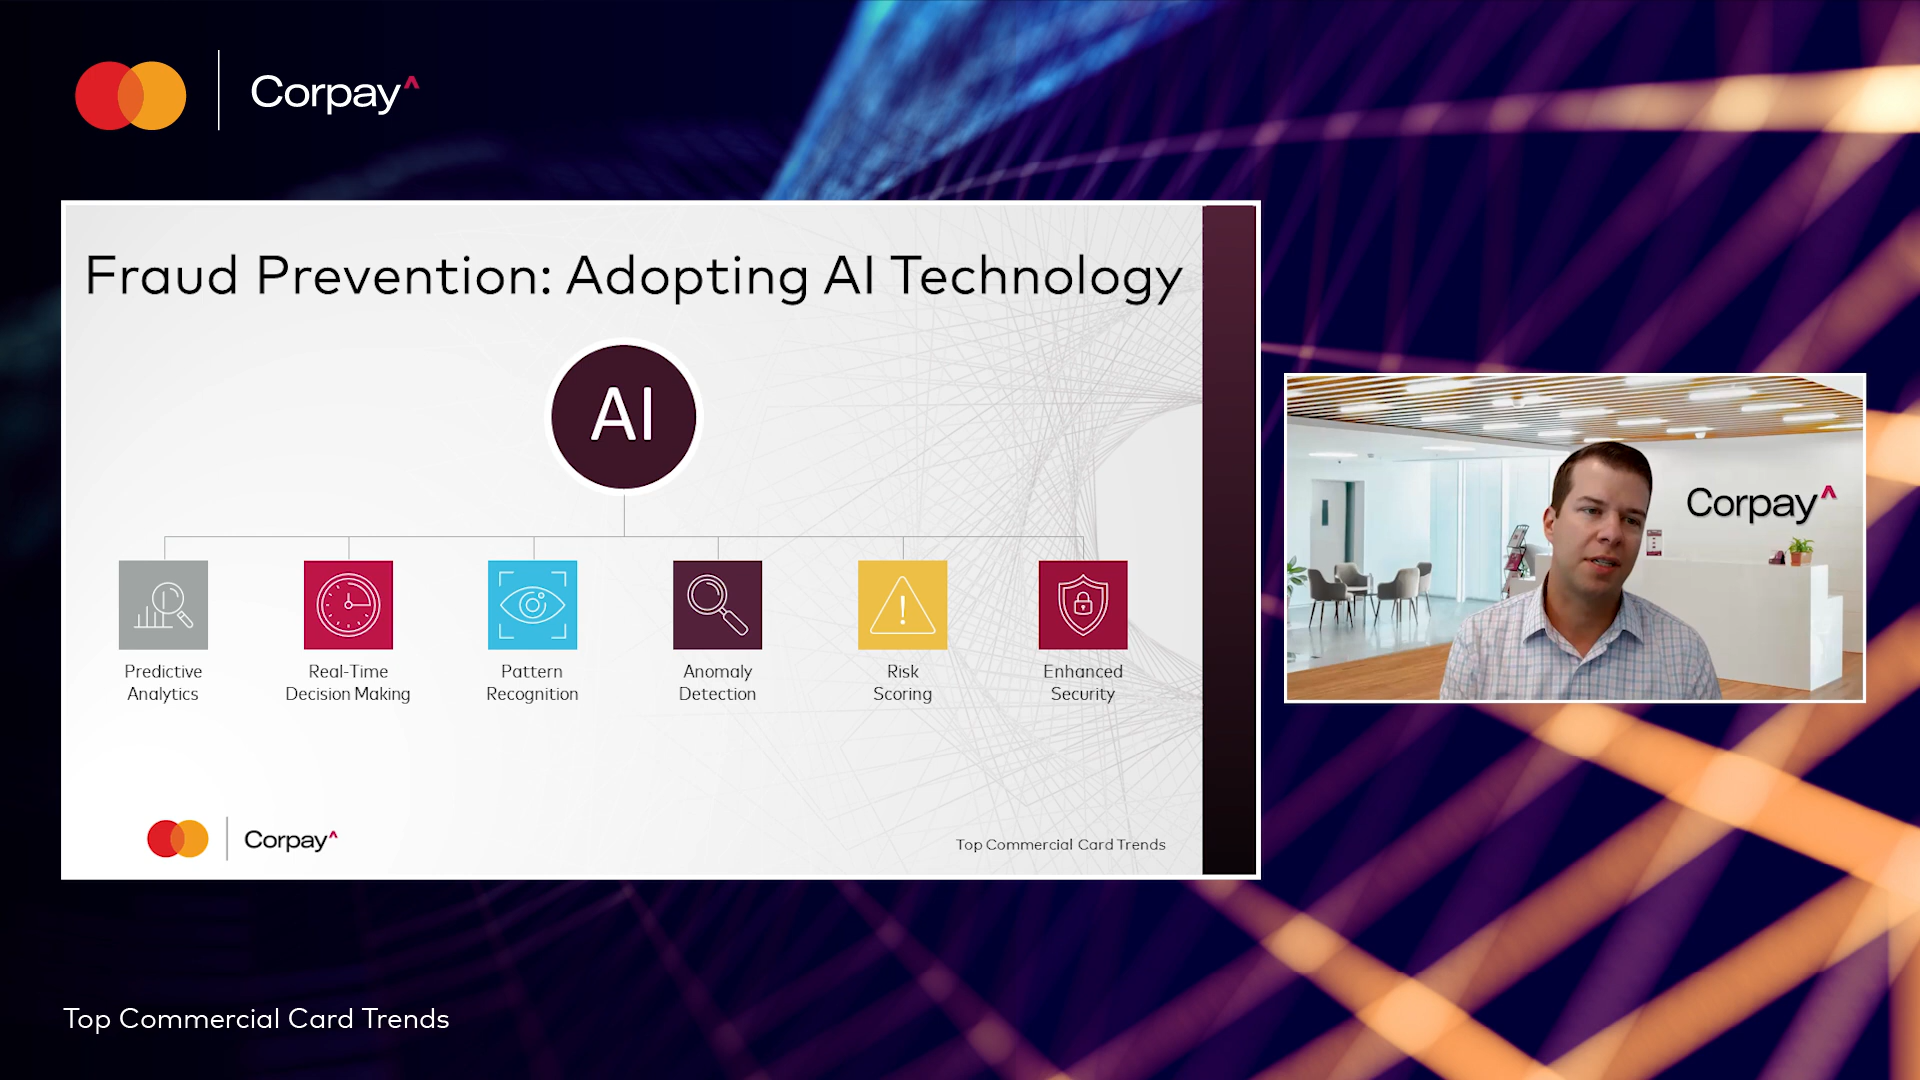 Corpay^
Fraud Prevention: Adopting AI Technology
AI
Predictive
Analytics
Real-Time
Decision Making
Pattern
Recognition
Anomaly
Detection
Risk
Scoring
Enhanced
Security
Corpay^
Top Commercial Card Trends
Corpay^
Top Commercial Card Trends